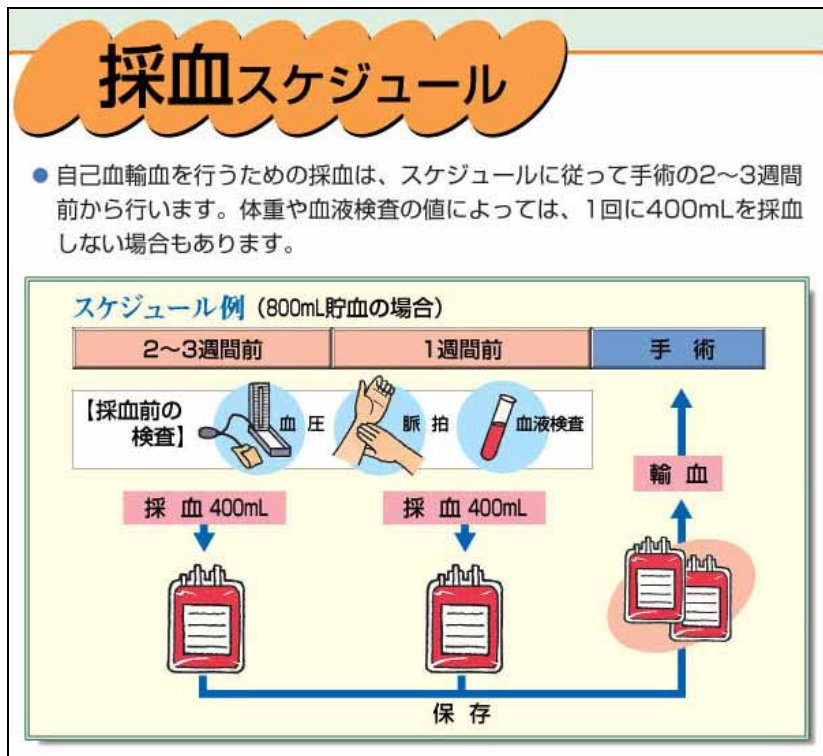 採血スケジュール
● 自己血輸血を行うための採血は、スケジュールに従って手術の2～3週間
前から行います。体重や血液検査の値によっては、1回に400mLを採血
しない場合もあります。
スケジュール例（800mL貯血の場合）
2～3週間前 1週間前 手 術
【採血前の
検査】
血 圧 脈 拍 血液検査
輸 血
採 血 400mL 採 血 400mL
保 存